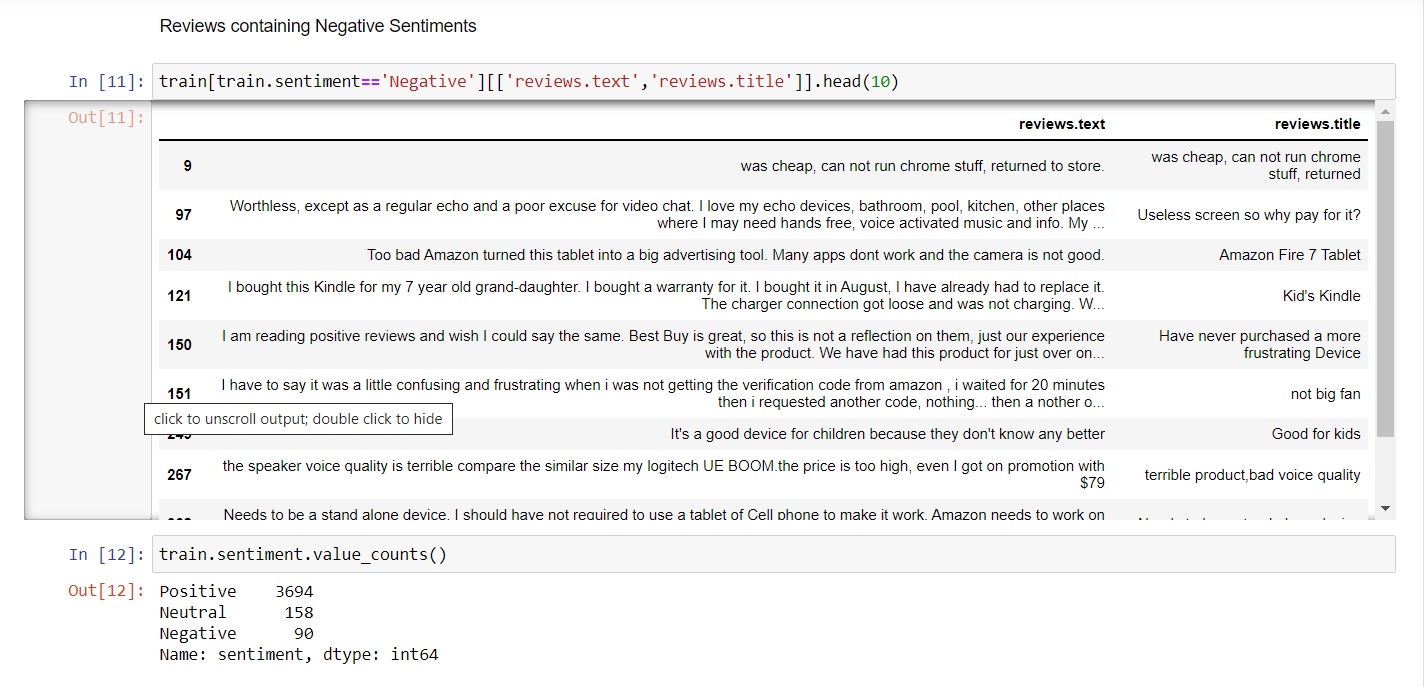 Reviews containing Negative Sentiments
In [11]: train[train.sentiment=='Negative'][['reviews.text','reviews.title']].head(10)
Out[11]:
reviews.text reviews.title
9 was cheap, can not run chrome stuff, returned to store. was cheap, can not run chrome
stuff, returned
97 Worthless, except as a regular echo and a poor excuse for video chat. I love my echo devices, bathroom, pool, kitchen, other places
where I may need hands free, voice activated music and info. My ... Useless screen so why pay for it?
104 Too bad Amazon turned this tablet into a big advertising tool. Many apps dont work and the camera is not good. Amazon Fire 7 Tablet
121 I bought this Kindle for my 7 year old grand-daughter. I bought a warranty for it. I bought it in August, I have already had to replace it.
The charger connection got loose and was not charging. W... Kid's Kindle
150 I am reading positive reviews and wish I could say the same. Best Buy is great, so this is not a reflection on them, just our experience
with the product. We have had this product for just over on... Have never purchased a more
frustrating Device
151 I have to say it was a little confusing and frustrating when i was not getting the verification code from amazon , i waited for 20 minutes
then i requested another code, nothing... then a nother o... not big fan
click to unscroll output; double click to hide
It's a good device for children because they don't know any better Good for kids
267 the speaker voice quality is terrible compare the similar size my logitech UE BOOM.the price is too high, even I got on promotion with
$79 terrible product,bad voice quality
Needs to be a stand alone device. I should have not required to use a tablet of Cell phone to make it work. Amazon needs to work on
In [12]: train.sentiment.value_counts()
Out[12]: Positive 3694
Neutral 158
Negative 90
Name: sentiment, dtype: int64